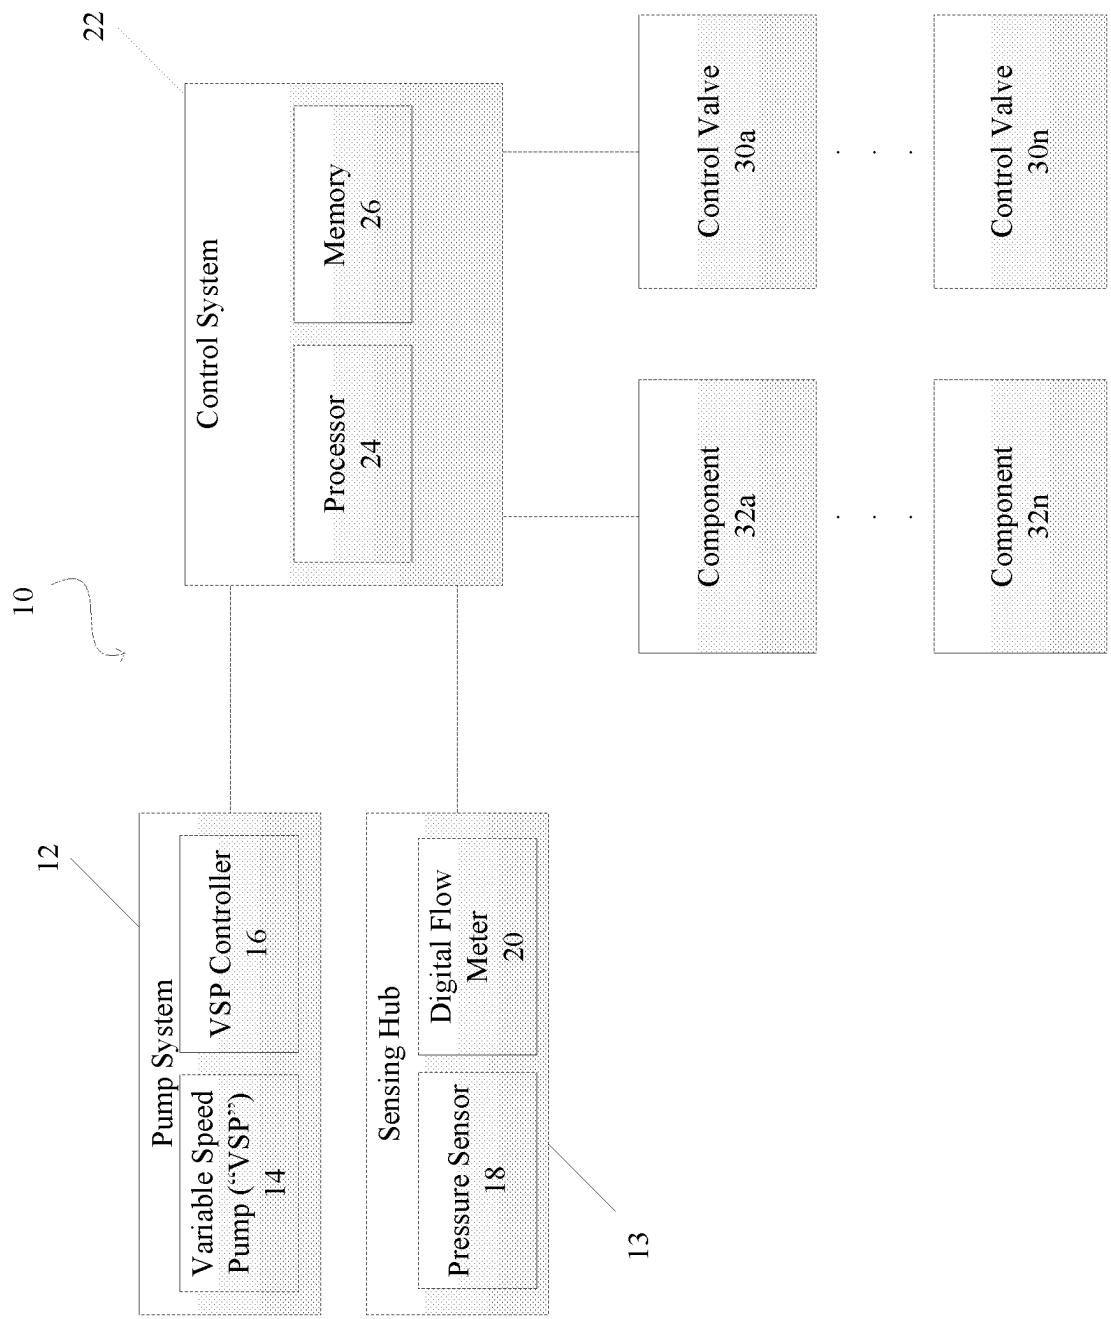 10
12
Pump System
Variable Speed
Pump (“VSP”)
14
VSP Controller
16
Sensing Hub
Pressure Sensor
18
Digital Flow
Meter
20
13
22
Control System
Processor
24
Memory
26
Component
32a
. . .
Component
32n
Control Valve
30a
. . .
Control Valve
30n